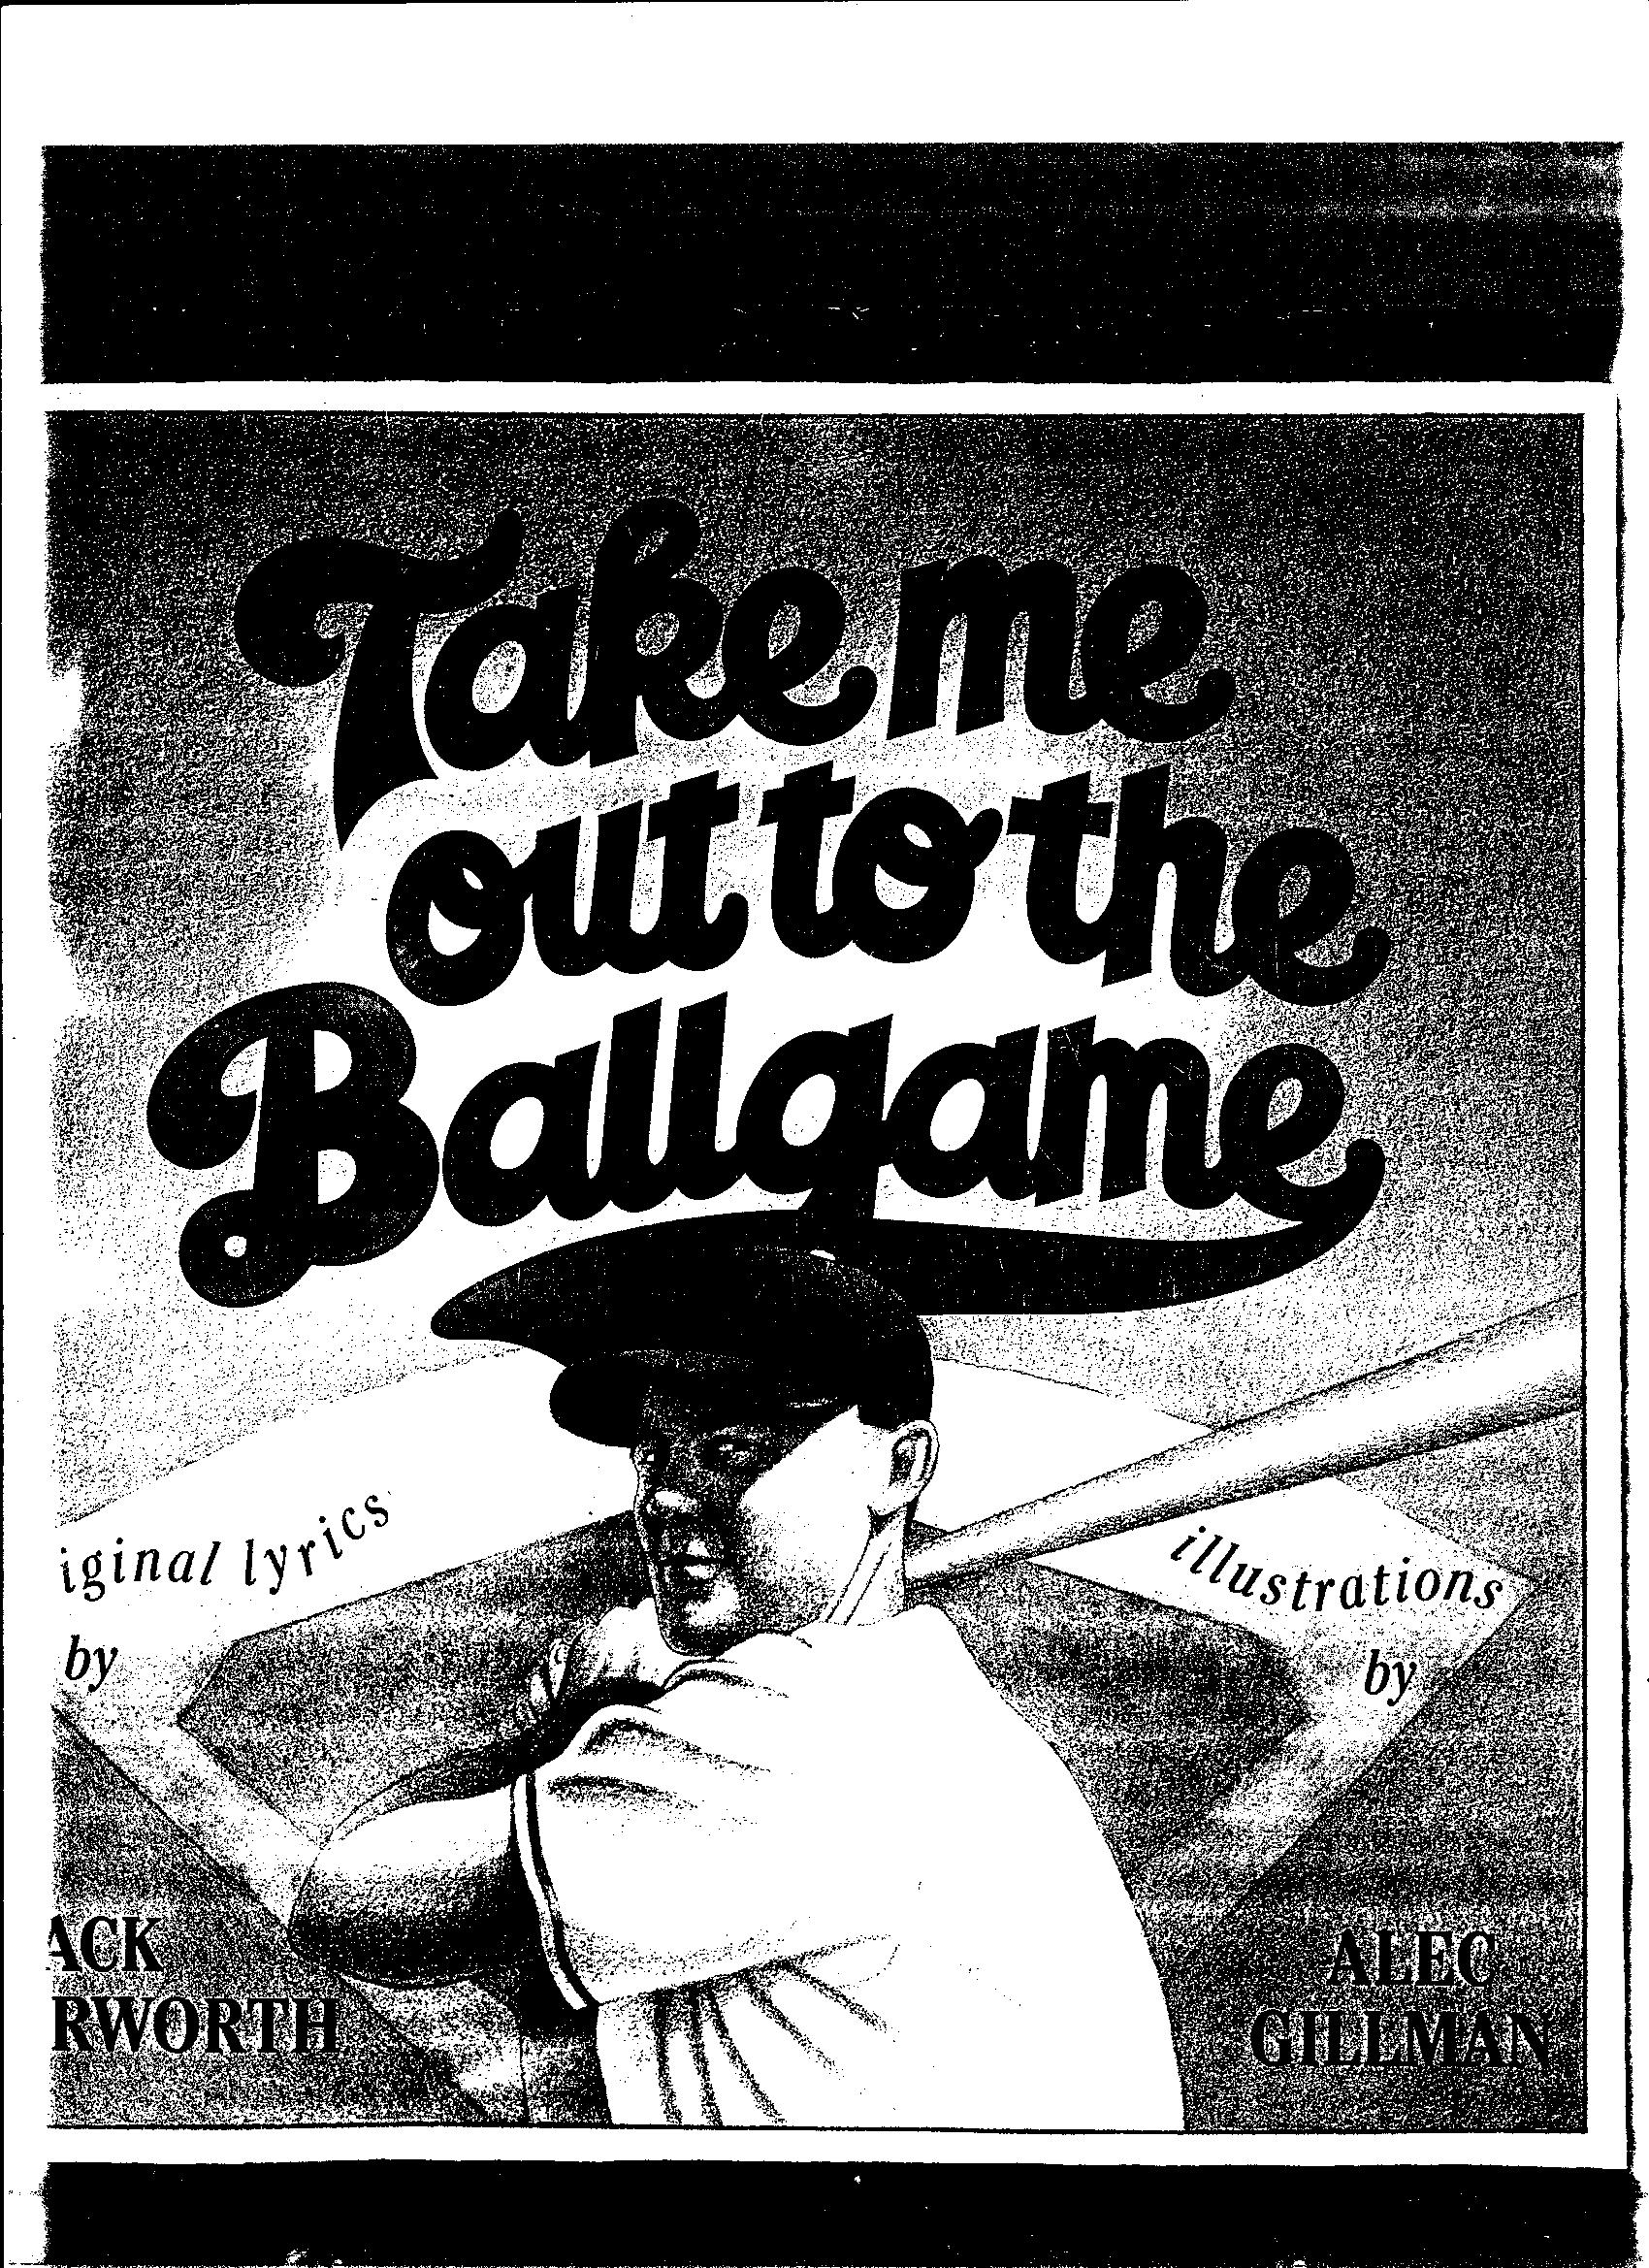 Take me
out to the
Ballgame
iginal lyrics
by
ACK
RWORTH
illustrations
by
ALEC
GILLMAN